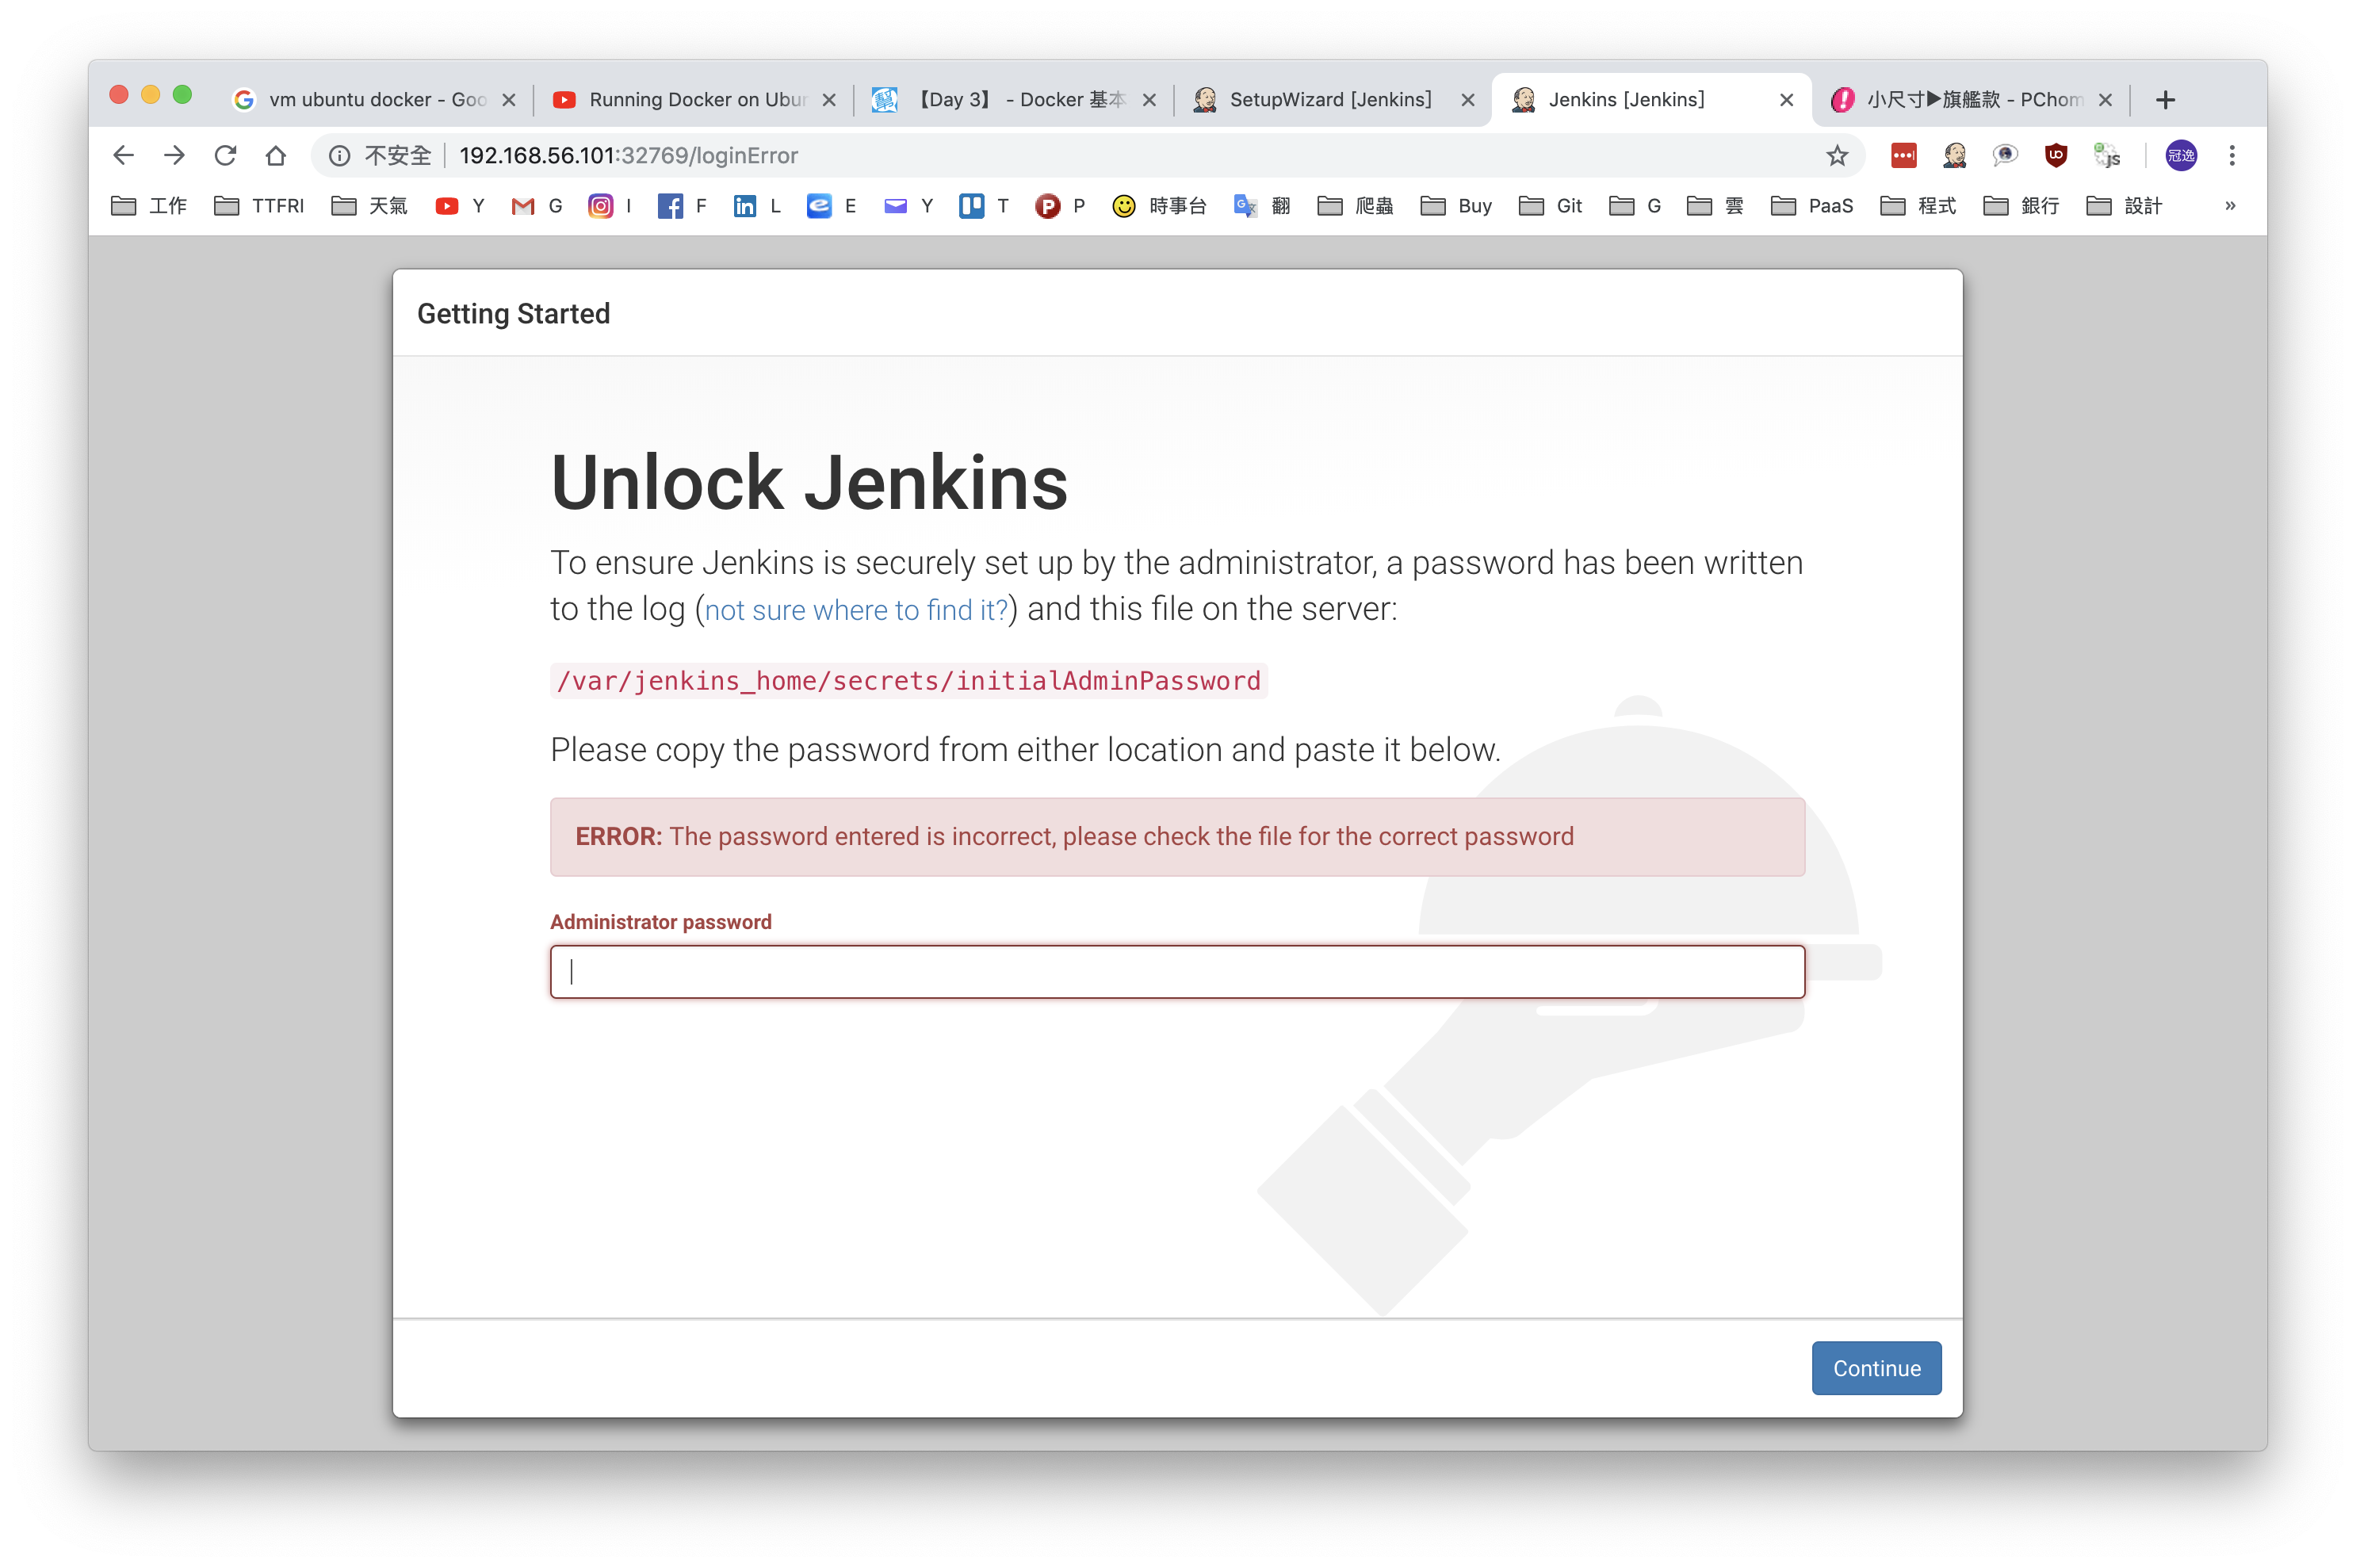 vm ubuntu docker - Goo
Running Docker on Ubun
【Day 3】 - Docker 基本
SetupWizard [Jenkins]
Jenkins [Jenkins]
小尺寸▶旗艦款 - PChom
不安全 192.168.56.101:32769/loginError
冠逸
工作 TTFRI 天氣 Y G I F L E Y T P 時事台 翻 爬蟲 Buy Git G 雲 PaaS 程式 銀行 設計 »
Getting Started
Unlock Jenkins
To ensure Jenkins is securely set up by the administrator, a password has been written
to the log (not sure where to find it?) and this file on the server:
/var/jenkins_home/secrets/initialAdminPassword
Please copy the password from either location and paste it below.
ERROR: The password entered is incorrect, please check the file for the correct password
Administrator password
Continue